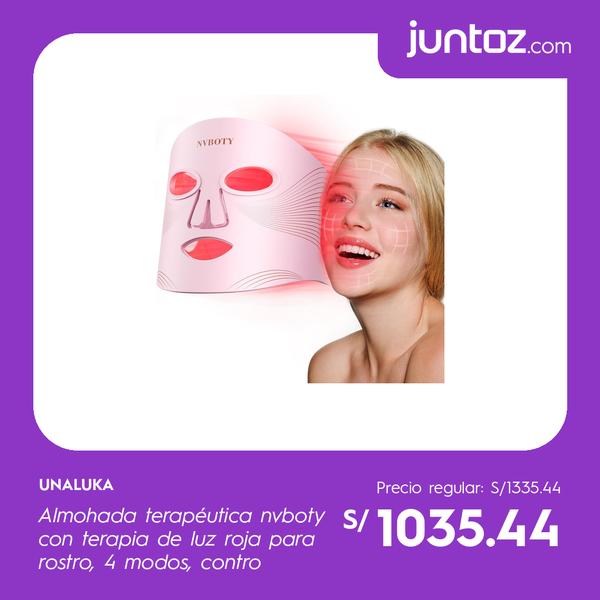 juntoz.com
NVBOTY
UNALUKA
Almohada terapéutica nvboty
con terapia de luz roja para
rostro, 4 modos, contro
Precio regular: S/1335.44
S/ 1035.44